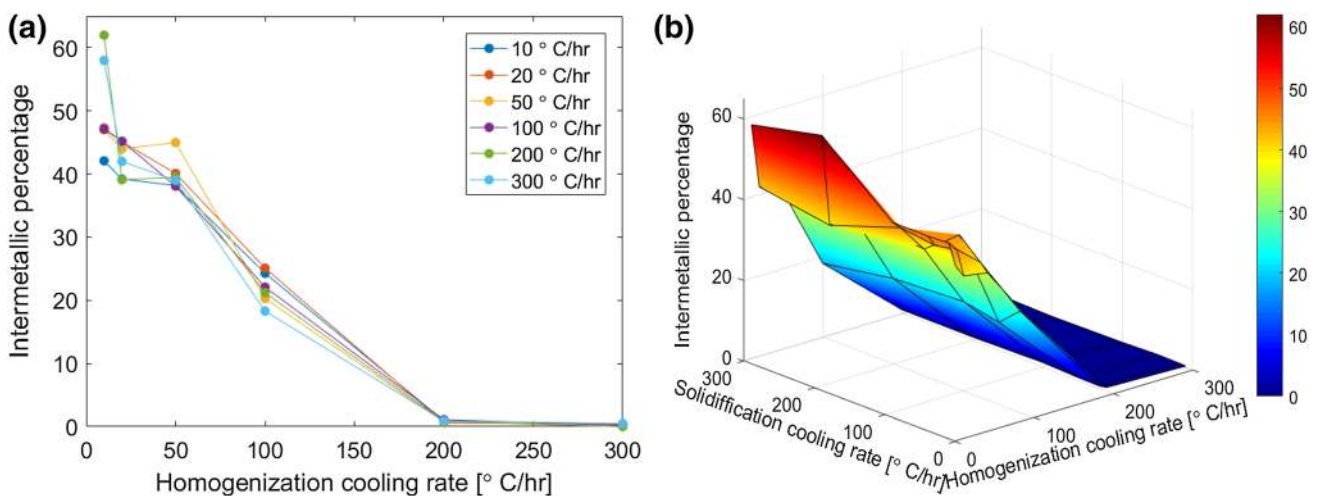 (a)
Intermetallic percentage
60
50
40
30
20
10
0
0 50 100 150 200 250 300
Homogenization cooling rate [° C/hr]
10 ° C/hr
20 ° C/hr
50 ° C/hr
100 ° C/hr
200 ° C/hr
300 ° C/hr
(b)
Intermetallic percentage
60
40
20
0
300
200
100
0
Solidiffication cooling rate [° C/hr]
0
100
200
300
Homogenization cooling rate [° C/hr]
60
50
40
30
20
10
0